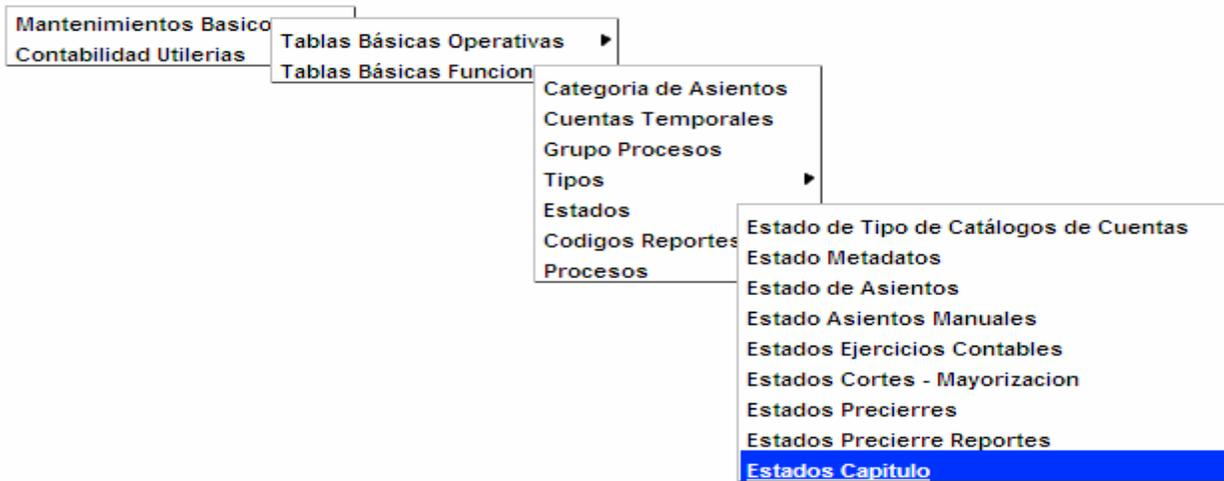 Mantenimientos Basico
Contabilidad Utilerias
Tablas Básicas Operativas
Tablas Básicas Funcion
Categoria de Asientos
Cuentas Temporales
Grupo Procesos
Tipos
Estados
Codigos Reportes
Procesos
Estado de Tipo de Catálogos de Cuentas
Estado Metadatos
Estado de Asientos
Estado Asientos Manuales
Estados Ejercicios Contables
Estados Cortes - Mayorizacion
Estados Precierres
Estados Precierre Reportes
Estados Capitulo